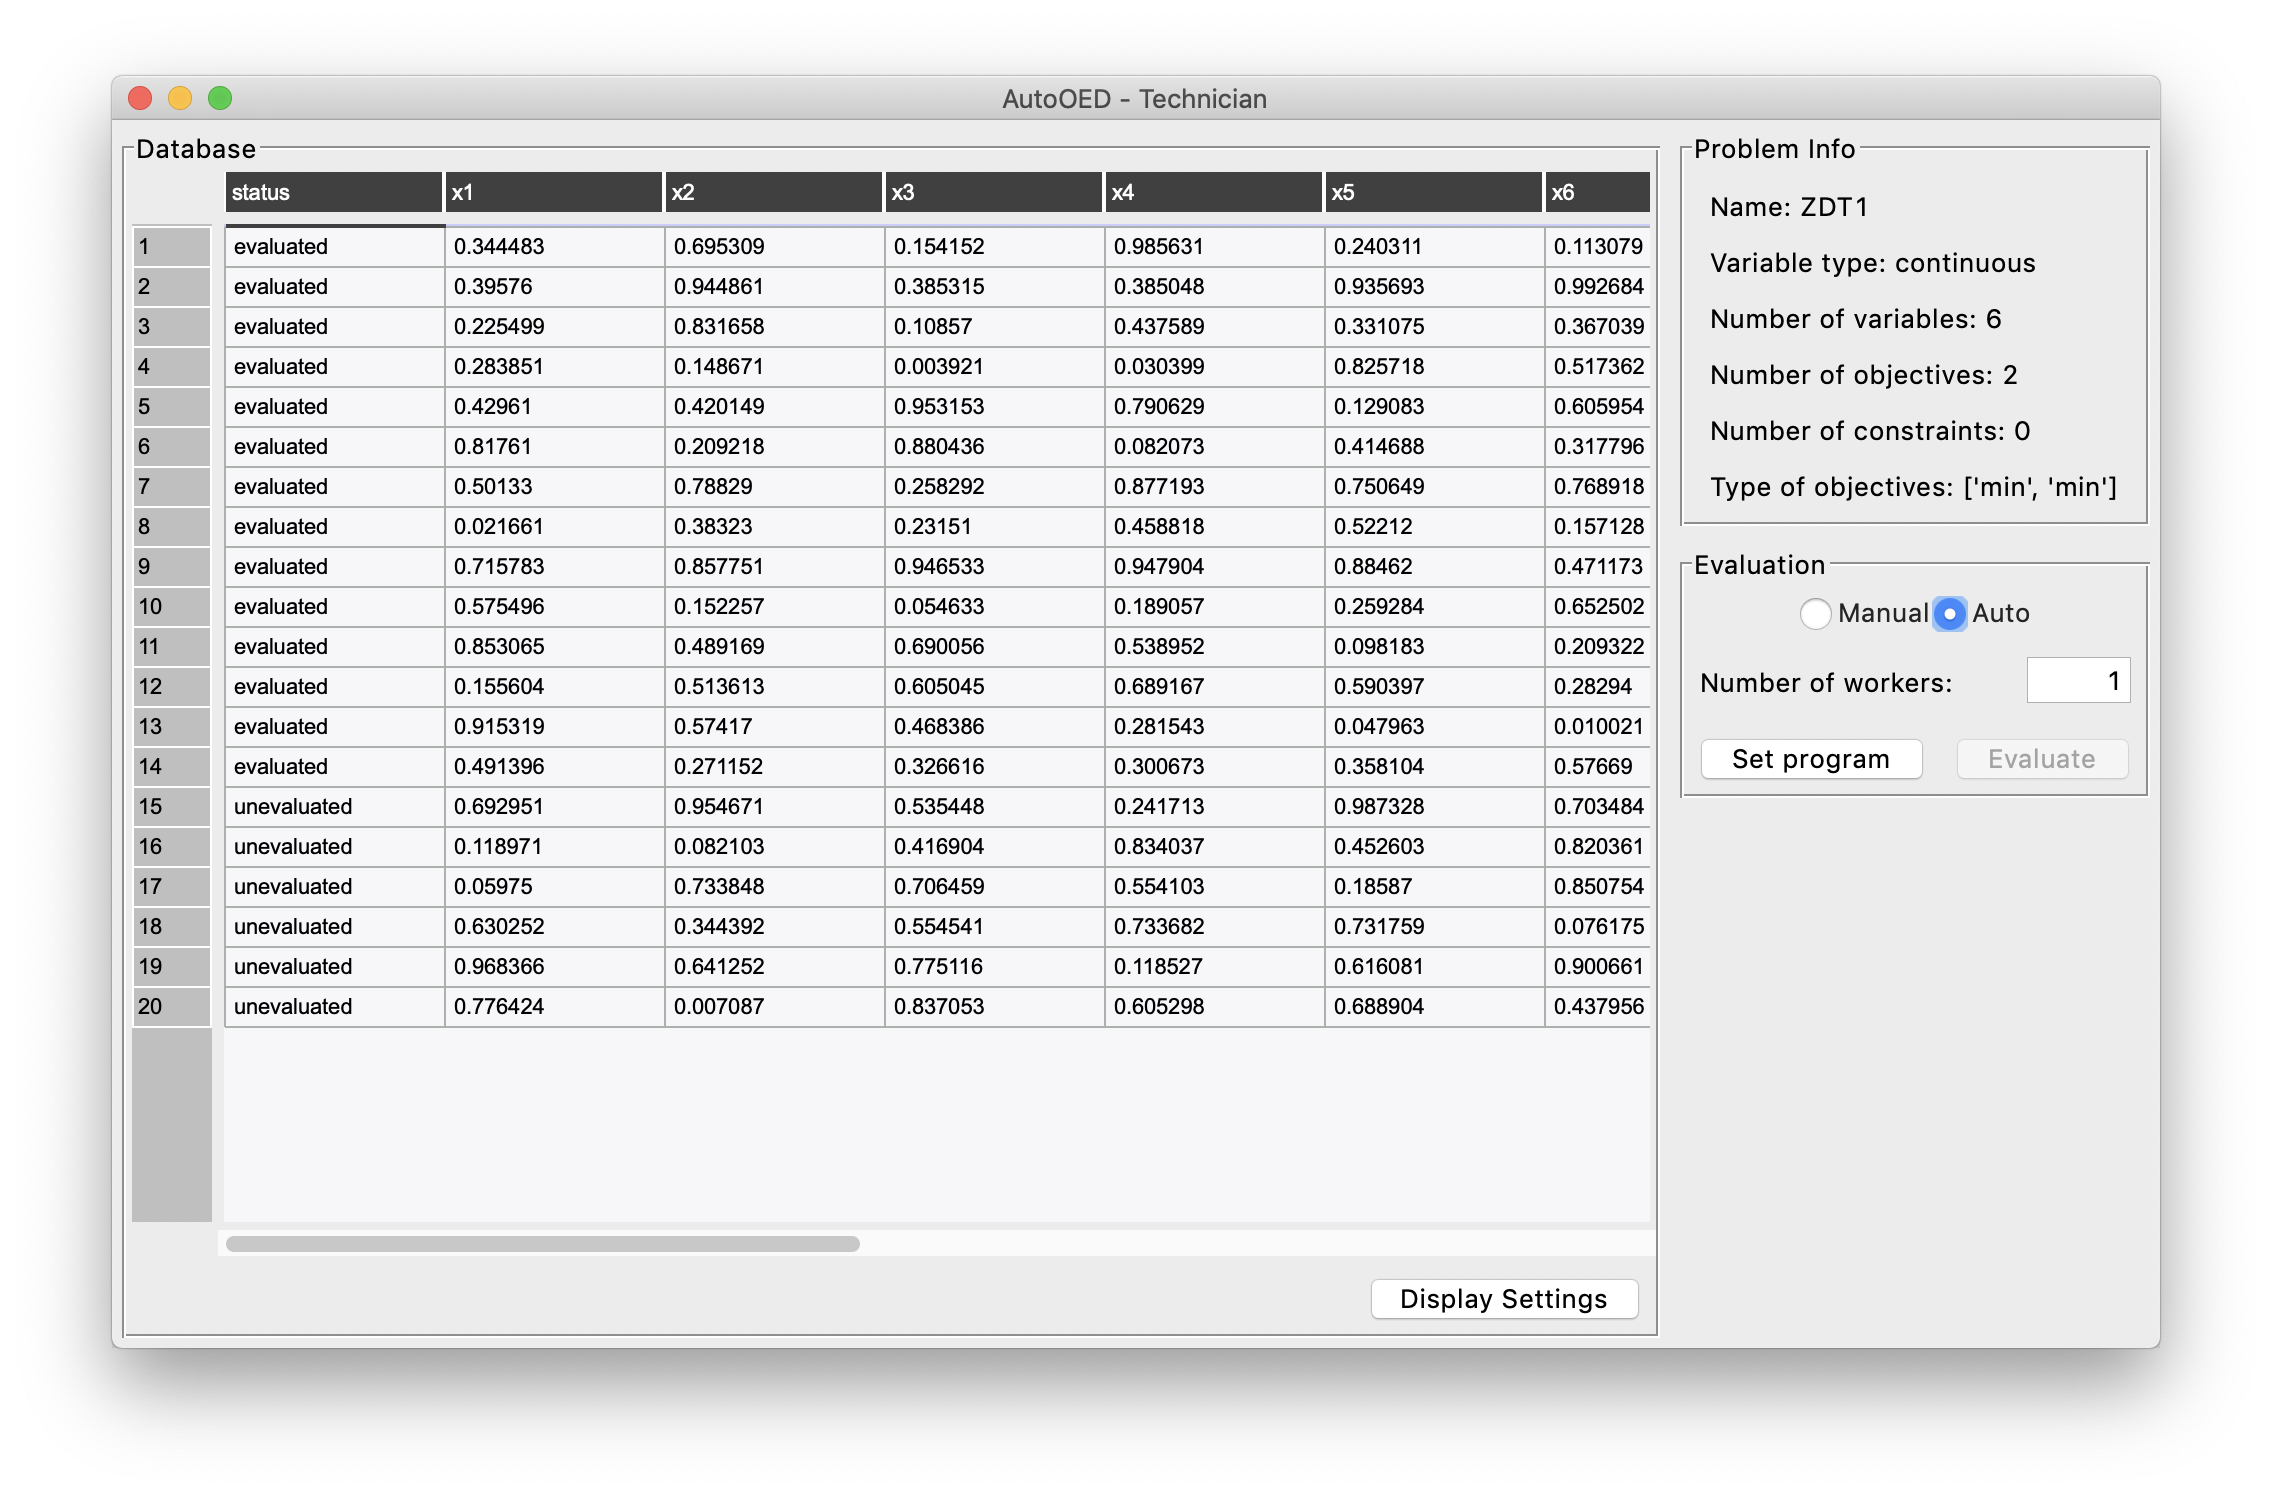 AutoOED - Technician
Database
status x1 x2 x3 x4 x5 x6
1 evaluated 0.344483 0.695309 0.154152 0.985631 0.240311 0.113079
2 evaluated 0.39576 0.944861 0.385315 0.385048 0.935693 0.992684
3 evaluated 0.225499 0.831658 0.10857 0.437589 0.331075 0.367039
4 evaluated 0.283851 0.148671 0.003921 0.030399 0.825718 0.517362
5 evaluated 0.42961 0.420149 0.953153 0.790629 0.129083 0.605954
6 evaluated 0.81761 0.209218 0.880436 0.082073 0.414688 0.317796
7 evaluated 0.50133 0.78829 0.258292 0.877193 0.750649 0.768918
8 evaluated 0.021661 0.38323 0.23151 0.458818 0.52212 0.157128
9 evaluated 0.715783 0.857751 0.946533 0.947904 0.88462 0.471173
10 evaluated 0.575496 0.152257 0.054633 0.189057 0.259284 0.652502
11 evaluated 0.853065 0.489169 0.690056 0.538952 0.098183 0.209322
12 evaluated 0.155604 0.513613 0.605045 0.689167 0.590397 0.28294
13 evaluated 0.915319 0.57417 0.468386 0.281543 0.047963 0.010021
14 evaluated 0.491396 0.271152 0.326616 0.300673 0.358104 0.57669
15 unevaluated 0.692951 0.954671 0.535448 0.241713 0.987328 0.703484
16 unevaluated 0.118971 0.082103 0.416904 0.834037 0.452603 0.820361
17 unevaluated 0.05975 0.733848 0.706459 0.554103 0.18587 0.850754
18 unevaluated 0.630252 0.344392 0.554541 0.733682 0.731759 0.076175
19 unevaluated 0.968366 0.641252 0.775116 0.118527 0.616081 0.900661
20 unevaluated 0.776424 0.007087 0.837053 0.605298 0.688904 0.437956
Display Settings
Problem Info
Name: ZDT1
Variable type: continuous
Number of variables: 6
Number of objectives: 2
Number of constraints: 0
Type of objectives: ['min', 'min']
Evaluation
Manual Auto
Number of workers: 1
Set program Evaluate